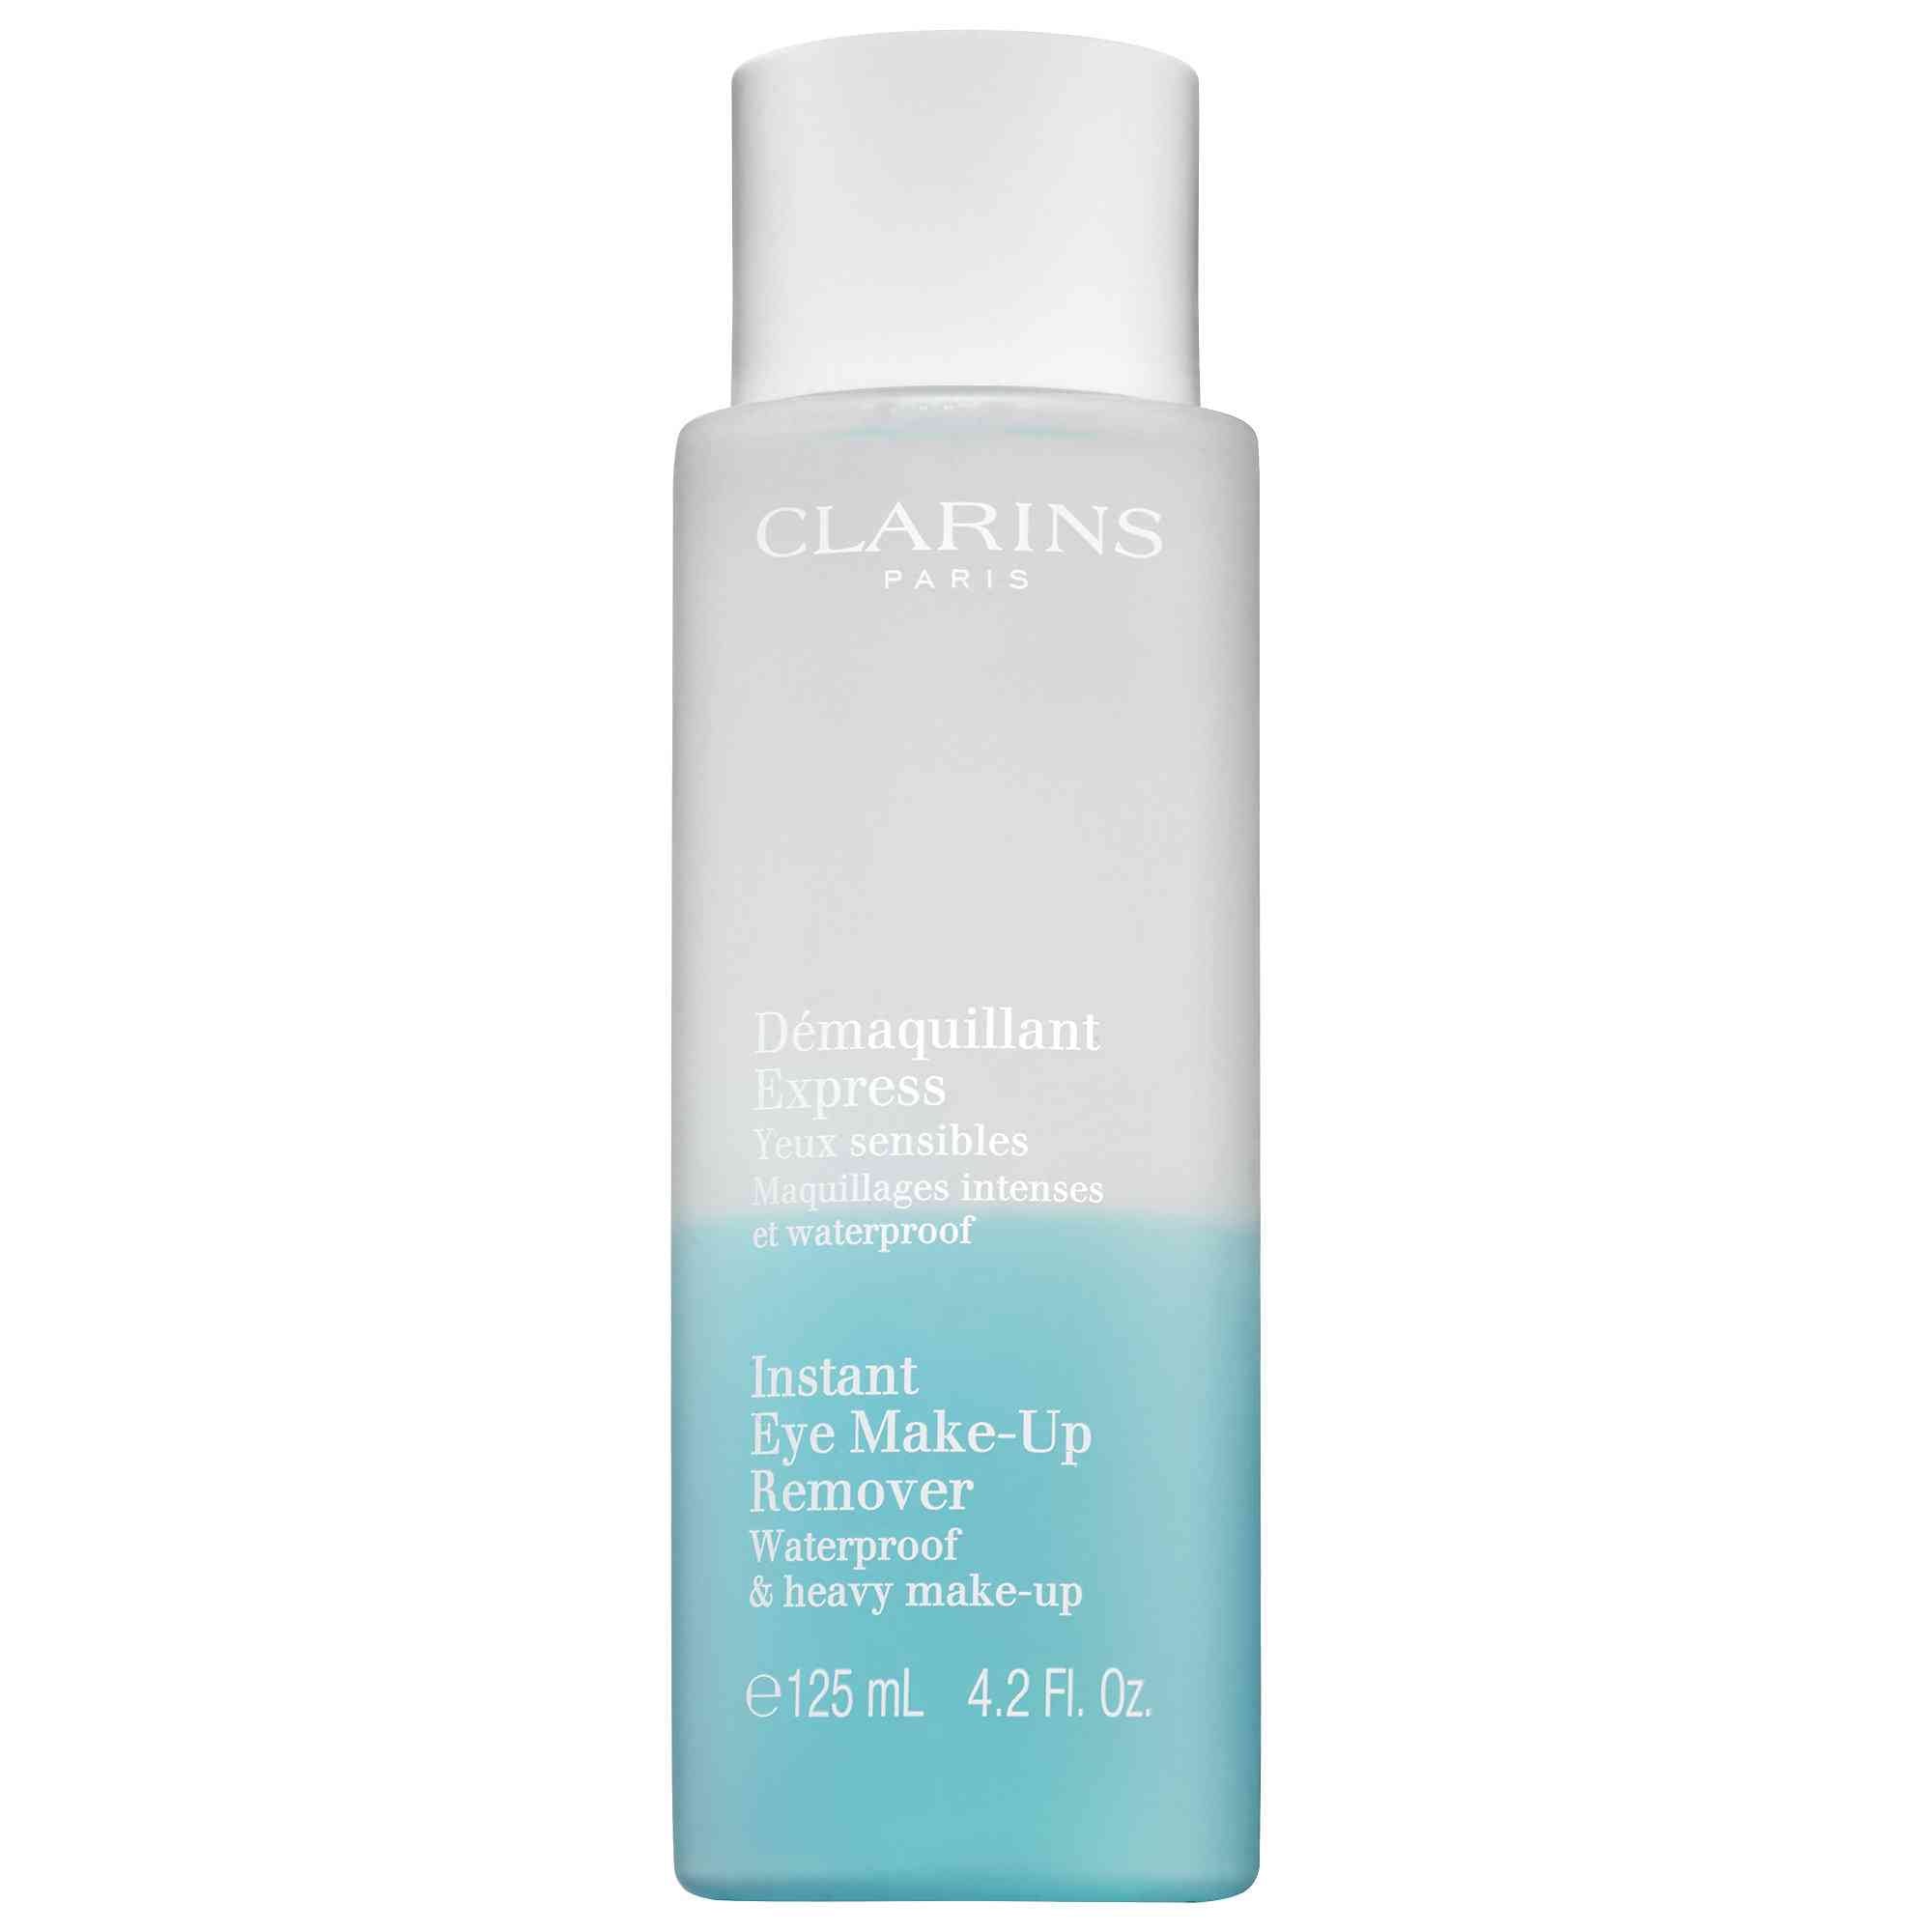 CLARINS
PARIS
Démaquillant
Express
Yeux sensibles
Maquillages intenses
et waterproof
Instant
Eye Make-Up
Remover
Waterproof
& heavy make-up
℮125 mL 4.2 Fl. Oz.